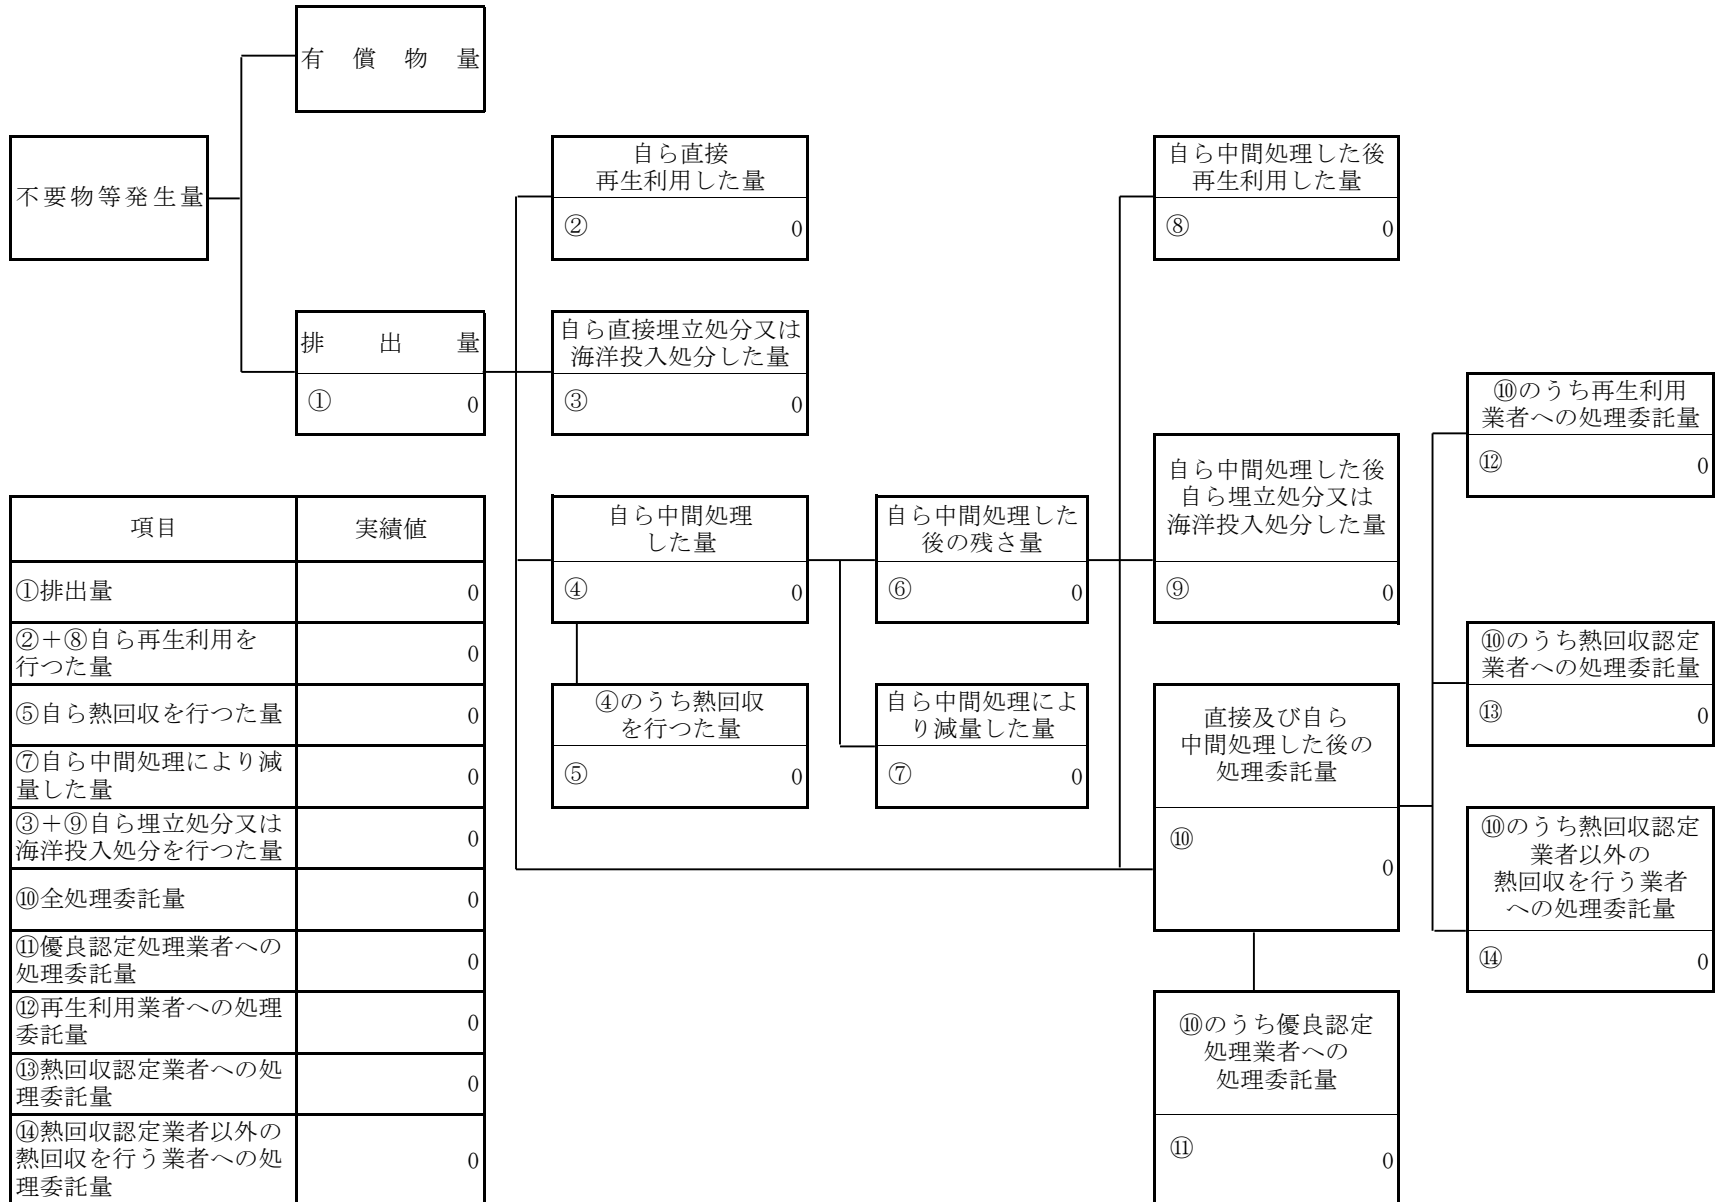 有償物量
不要物等発生量
排出量
① 0
自ら直接
再生利用した量
② 0
自ら直接埋立処分又は
海洋投入処分した量
③ 0
自ら中間処理
した量
④ 0
④のうち熱回収
を行つた量
⑤ 0
自ら中間処理した
後の残さ量
⑥ 0
自ら中間処理によ
り減量した量
⑦ 0
自ら中間処理した後
再生利用した量
⑧ 0
自ら中間処理した後
自ら埋立処分又は
海洋投入処分した量
⑨ 0
直接及び自ら
中間処理した後の
処理委託量
⑩
0
⑩のうち優良認定
処理業者への
処理委託量
⑪ 0
⑩のうち再生利用
業者への処理委託量
⑫ 0
⑩のうち熱回収認定
業者への処理委託量
⑬ 0
⑩のうち熱回収認定
業者以外の
熱回収を行う業者
への処理委託量
⑭ 0
項目 実績値
①排出量 0
②+⑧自ら再生利用を
行つた量 0
⑤自ら熱回収を行つた量 0
⑦自ら中間処理により減
量した量 0
③+⑨自ら埋立処分又は
海洋投入処分を行つた量 0
⑩全処理委託量 0
⑪優良認定処理業者への
処理委託量 0
⑫再生利用業者への処理
委託量 0
⑬熱回収認定業者への処
理委託量 0
⑭熱回収認定業者以外の
熱回収を行う業者への処
理委託量 0